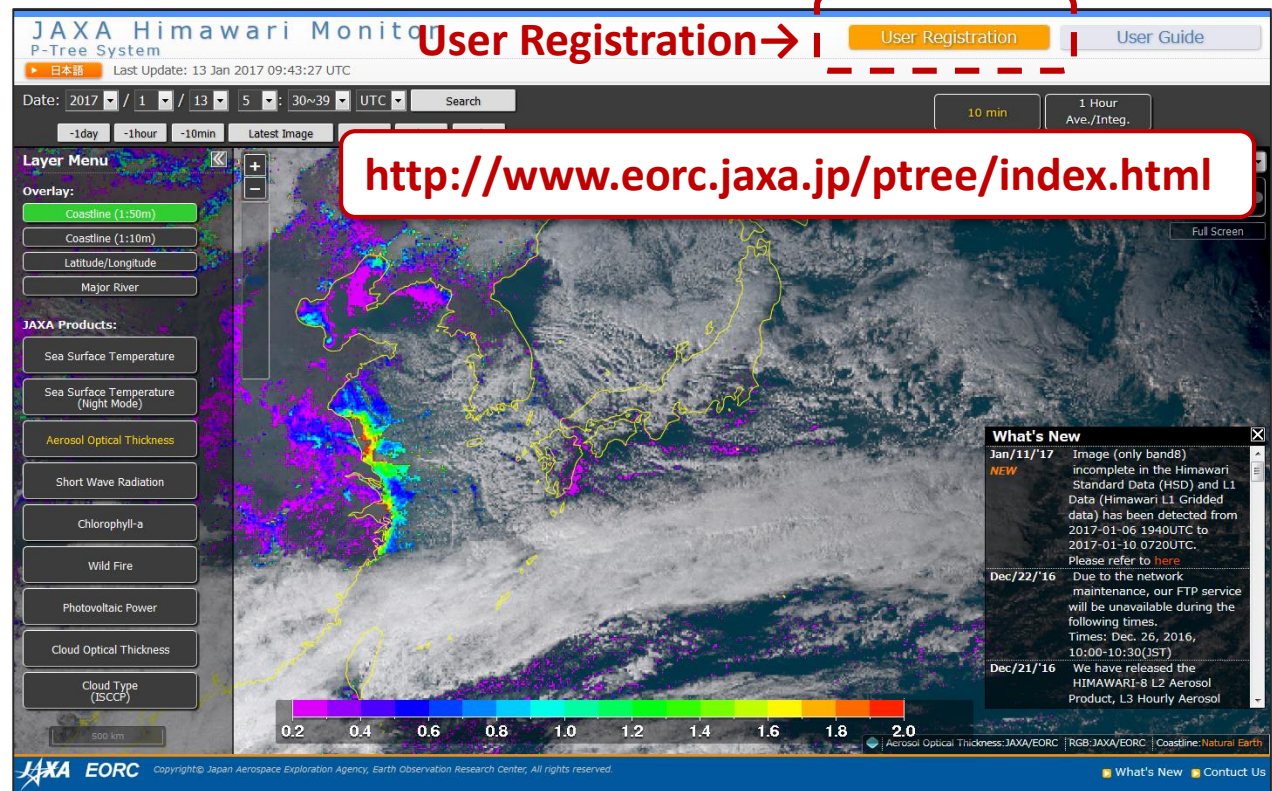 JAXA Himawari Monitor
P-Tree System
User Registration→
User Registration
User Guide
日本語 Last Update: 13 Jan 2017 09:43:27 UTC
Date: 2017 / 1 / 13 5 : 30~39 UTC Search
10 min
1 Hour
Ave./Integ.
-1day -1hour -10min Latest Image
http://www.eorc.jaxa.jp/ptree/index.html
Full Screen
Layer Menu
+
−
Overlay:
Coastline (1:50m)
Coastline (1:10m)
Latitude/Longitude
Major River
JAXA Products:
Sea Surface Temperature
Sea Surface Temperature
(Night Mode)
Aerosol Optical Thickness
Short Wave Radiation
Chlorophyll-a
Wild Fire
Photovoltaic Power
Cloud Optical Thickness
Cloud Type
(ISCCP)
500 km
What's New
Jan/11/'17 Image (only band8)
NEW incomplete in the Himawari
Standard Data (HSD) and L1
Data (Himawari L1 Gridded
data) has been detected from
2017-01-06 1940UTC to
2017-01-10 0720UTC.
Please refer to here
Dec/22/'16 Due to the network
maintenance, our FTP service
will be unavailable during the
following times.
Times: Dec. 26, 2016,
10:00-10:30(JST)
Dec/21/'16 We have released the
HIMAWARI-8 L2 Aerosol
Product, L3 Hourly Aerosol
0.2 0.4 0.6 0.8 1.0 1.2 1.4 1.6 1.8 2.0
Aerosol Optical Thickness:JAXA/EORC RGB:JAXA/EORC Coastline:Natural Earth
JAXA EORC Copyright© Japan Aerospace Exploration Agency, Earth Observation Research Center, All rights reserved.
What's New Contuct Us